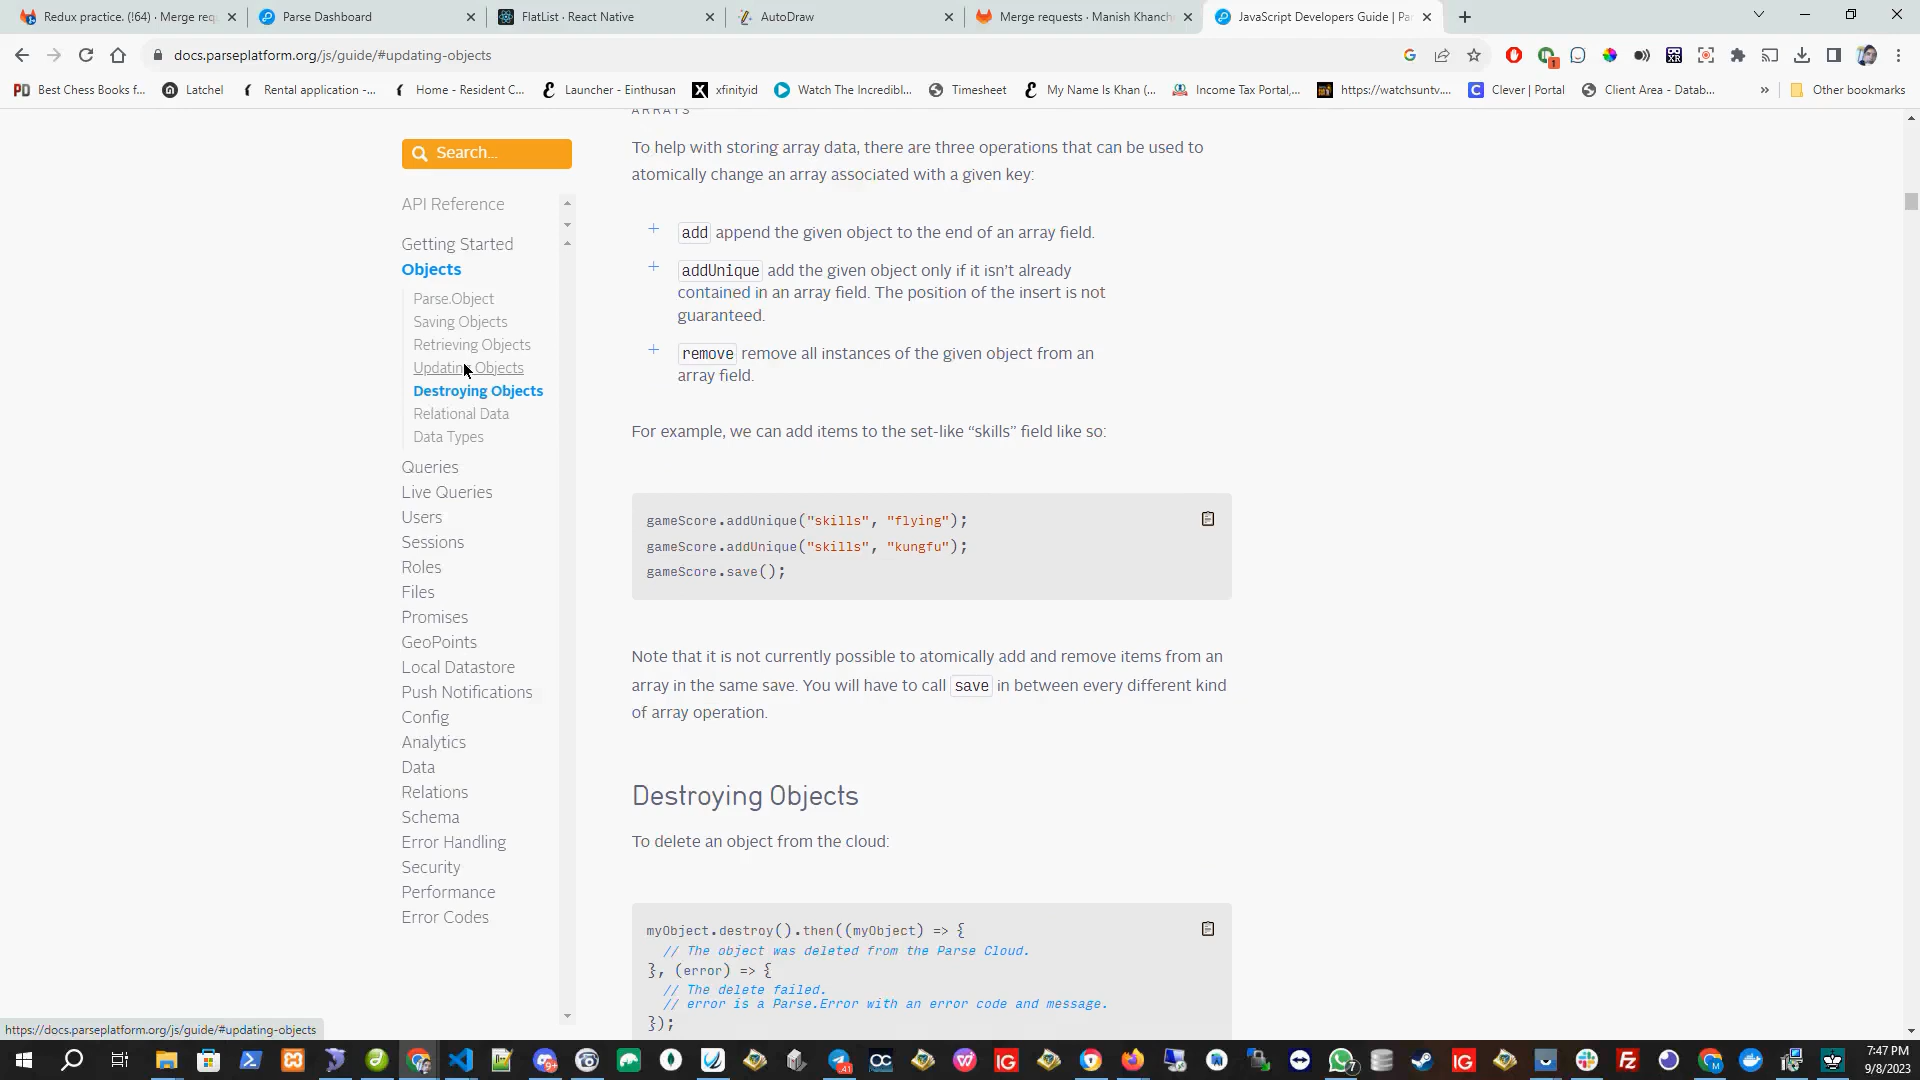 Redux practice. (!64) · Merge req
Parse Dashboard
FlatList · React Native
AutoDraw
Merge requests · Manish Khanch
JavaScript Developers Guide | Pa
docs.parseplatform.org/js/guide/#updating-objects
Best Chess Books f...
Latchel
Rental application -...
Home - Resident C...
Launcher - Einthusan
xfinityid
Watch The Incredibl...
Timesheet
My Name Is Khan (...
Income Tax Portal,...
https://watchsuntv....
Clever | Portal
Client Area - Datab...
Other bookmarks
Search...
API Reference
Getting Started
Objects
Parse.Object
Saving Objects
Retrieving Objects
Updating Objects
Destroying Objects
Relational Data
Data Types
Queries
Live Queries
Users
Sessions
Roles
Files
Promises
GeoPoints
Local Datastore
Push Notifications
Config
Analytics
Data
Relations
Schema
Error Handling
Security
Performance
Error Codes
ARRAYS
To help with storing array data, there are three operations that can be used to
atomically change an array associated with a given key:
add append the given object to the end of an array field.
addUnique add the given object only if it isn't already
contained in an array field. The position of the insert is not
guaranteed.
remove remove all instances of the given object from an
array field.
For example, we can add items to the set-like “skills” field like so:
gameScore.addUnique("skills", "flying");
gameScore.addUnique("skills", "kungfu");
gameScore.save();
Note that it is not currently possible to atomically add and remove items from an
array in the same save. You will have to call save in between every different kind
of array operation.
Destroying Objects
To delete an object from the cloud:
myObject.destroy().then((myObject) => {
// The object was deleted from the Parse Cloud.
}, (error) => {
// The delete failed.
// error is a Parse.Error with an error code and message.
});
https://docs.parseplatform.org/js/guide/#updating-objects
7:47 PM
9/8/2023